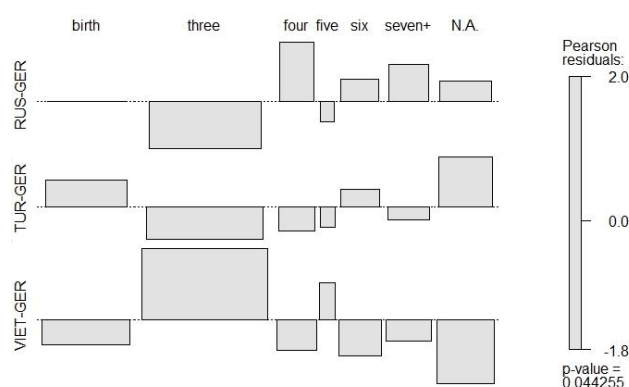 birth three four five six seven+ N.A.
Pearson
residuals:
2.0
RUS-GER
TUR-GER
0.0
VIET-GER
-1.8
p-value =
0.044255